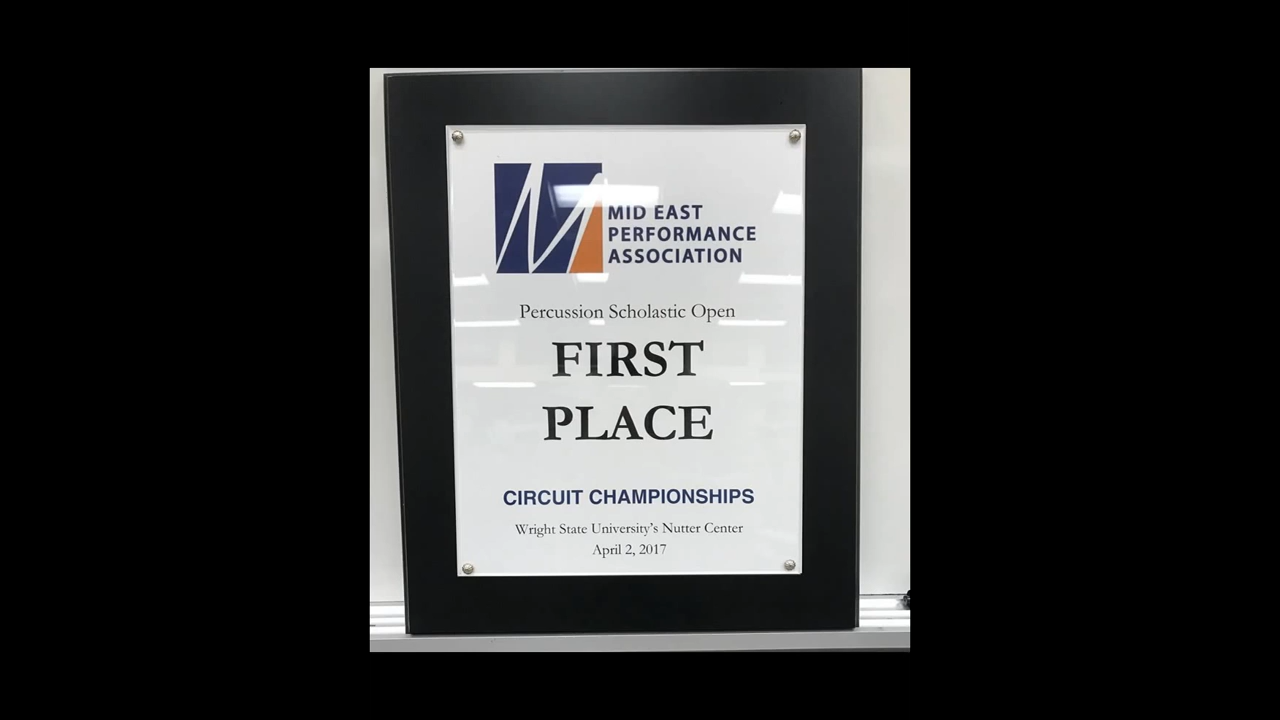 MID EAST
PERFORMANCE
ASSOCIATION
Percussion Scholastic Open
FIRST
PLACE
CIRCUIT CHAMPIONSHIPS
Wright State University's Nutter Center
April 2, 2017